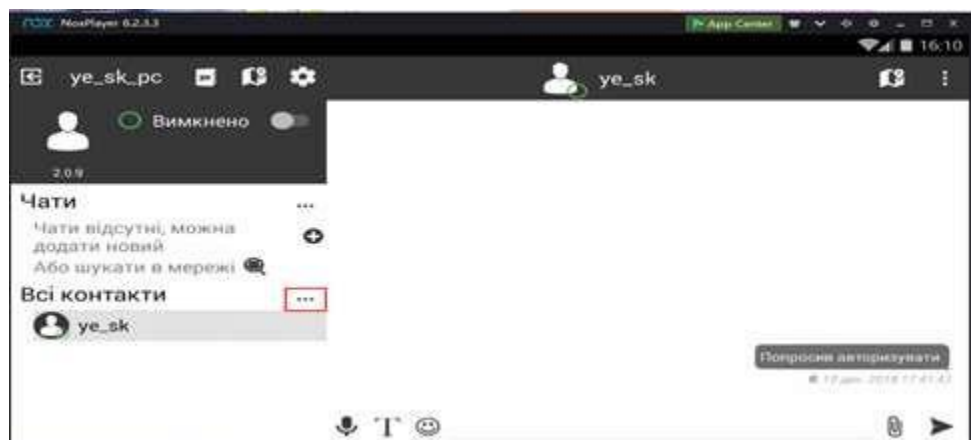 NoxPlayer 6.2.3.3
App Center
16:10
ye_sk_pc
ye_sk
Вимкнено
2.0.9
Чати
Чати відсутні, можна
додати новий
Або шукати в мережі
Всі контакти
ye_sk
Попросив авторизувати